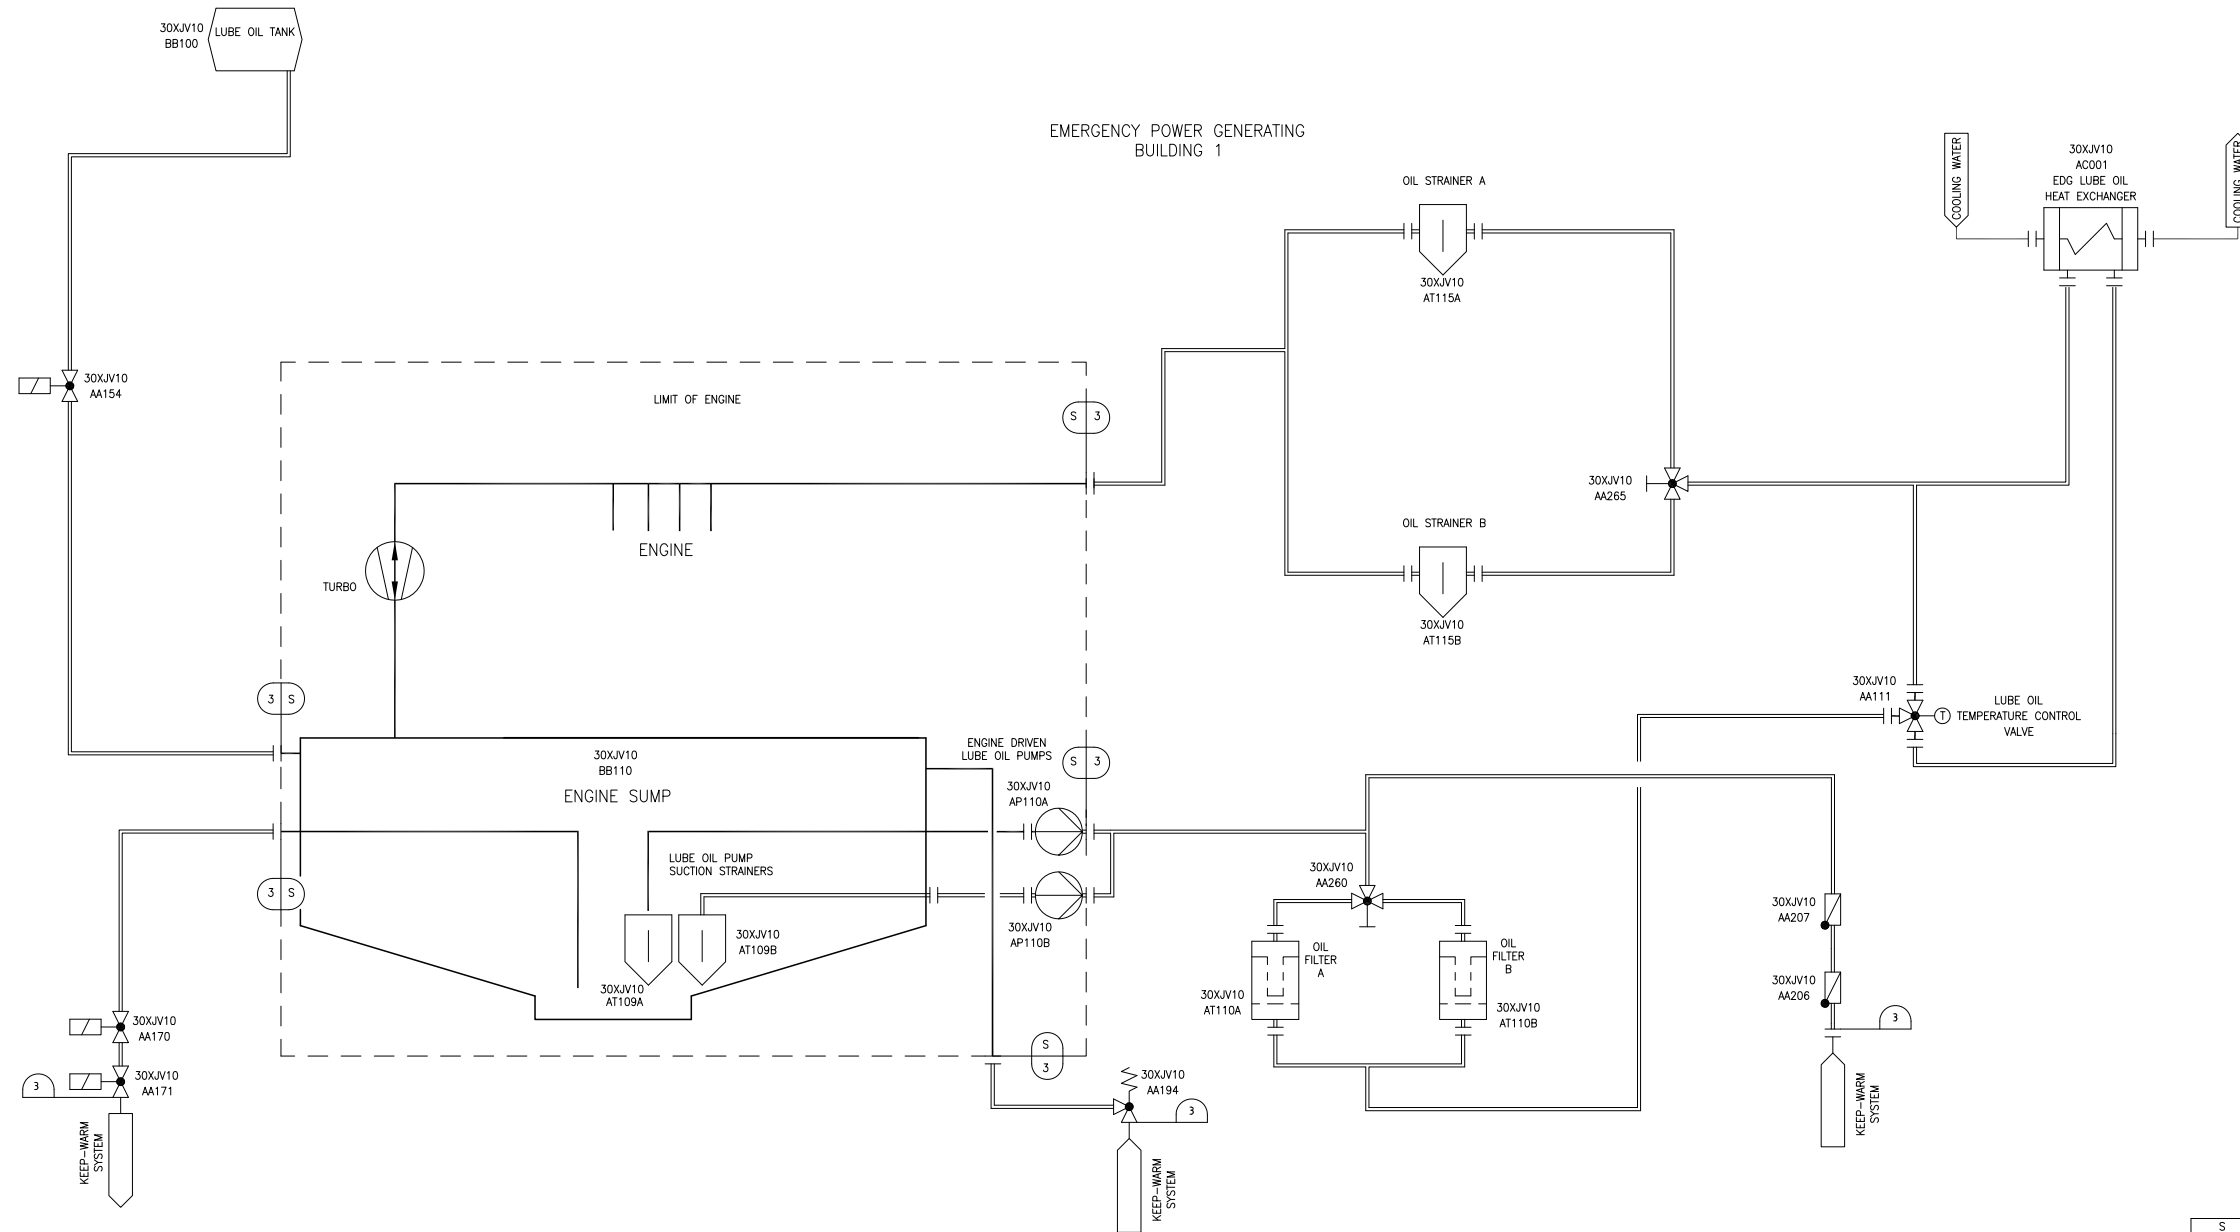 30XJV10
BB100
LUBE OIL TANK
EMERGENCY POWER GENERATING
BUILDING 1
COOLING WATER
30XJV10
AC001
EDG LUBE OIL
HEAT EXCHANGER
COOLING WATER
OIL STRAINER A
30XJV10
AT115A
30XJV10
AA154
LIMIT OF ENGINE
S 3
30XJV10
AA265
OIL STRAINER B
30XJV10
AT115B
ENGINE
TURBO
3 S
30XJV10
AA111
T
LUBE OIL
TEMPERATURE CONTROL
VALVE
30XJV10
BB110
ENGINE SUMP
ENGINE DRIVEN
LUBE OIL PUMPS
S 3
30XJV10
AP110A
LUBE OIL PUMP
SUCTION STRAINERS
3 S
30XJV10
AT109B
30XJV10
AT109A
30XJV10
AP110B
30XJV10
AA260
OIL
FILTER
A
OIL
FILTER
B
30XJV10
AT110A
30XJV10
AT110B
30XJV10
AA207
30XJV10
AA206
3
KEEP-WARM
SYSTEM
30XJV10
AA170
30XJV10
AA171
3
KEEP-WARM
SYSTEM
S
3
30XJV10
AA194
3
KEEP-WARM
SYSTEM
S